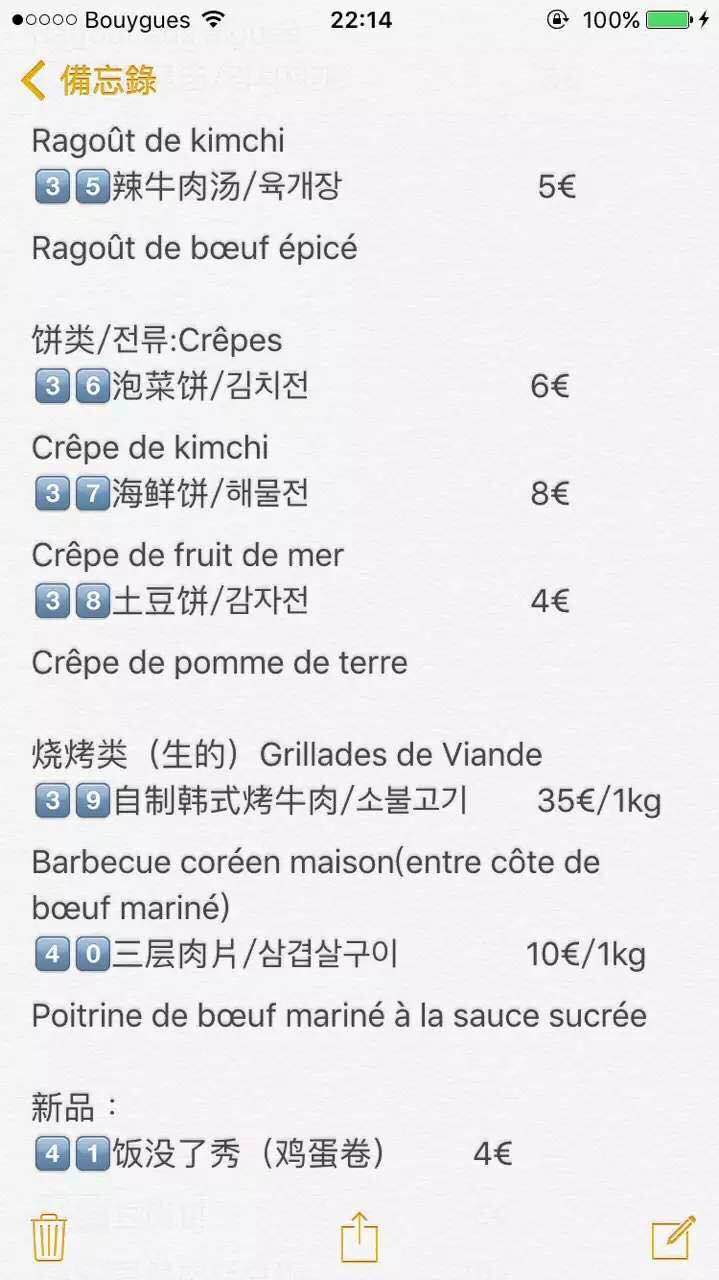 Bouygues 22:14 100%
備忘錄
Ragoût de kimchi
35辣牛肉汤/육개장 5€
Ragoût de bœuf épicé
饼类/전류:Crêpes
36泡菜饼/김치전 6€
Crêpe de kimchi
37海鲜饼/해물전 8€
Crêpe de fruit de mer
38土豆饼/감자전 4€
Crêpe de pomme de terre
烧烤类（生的）Grillades de Viande
39自制韩式烤牛肉/소불고기 35€/1kg
Barbecue coréen maison(entre côte de
bœuf mariné)
40三层肉片/삼겹살구이 10€/1kg
Poitrine de bœuf mariné à la sauce sucrée
新品：
41饭没了秀（鸡蛋卷） 4€